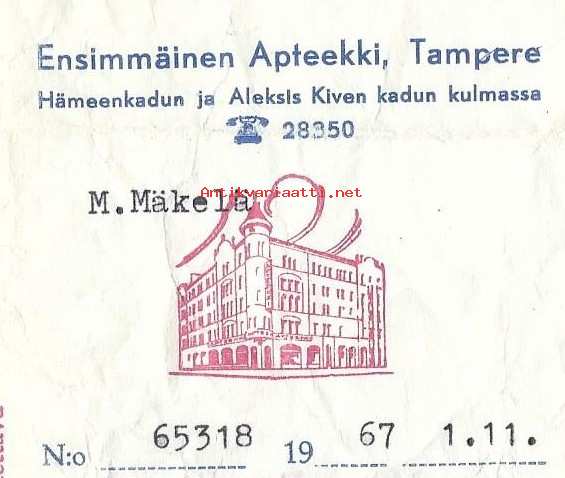 Ensimmäinen Apteekki, Tampere
Hämeenkadun ja Aleksis Kiven kadun kulmassa
☎ 28350
Antikvariaatti.net
M.Mäkelä
N:o 65318 19 67 1.11.